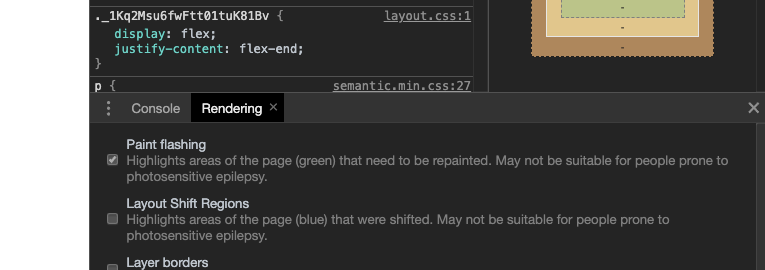 ._1Kq2Msu6fwFtt01tuK81Bv { layout.css:1
display: flex;
justify-content: flex-end;
}
p { semantic.min.css:27
-
-
-
Console Rendering ×
Paint flashing
Highlights areas of the page (green) that need to be repainted. May not be suitable for people prone to
photosensitive epilepsy.
Layout Shift Regions
Highlights areas of the page (blue) that were shifted. May not be suitable for people prone to
photosensitive epilepsy.
Layer borders